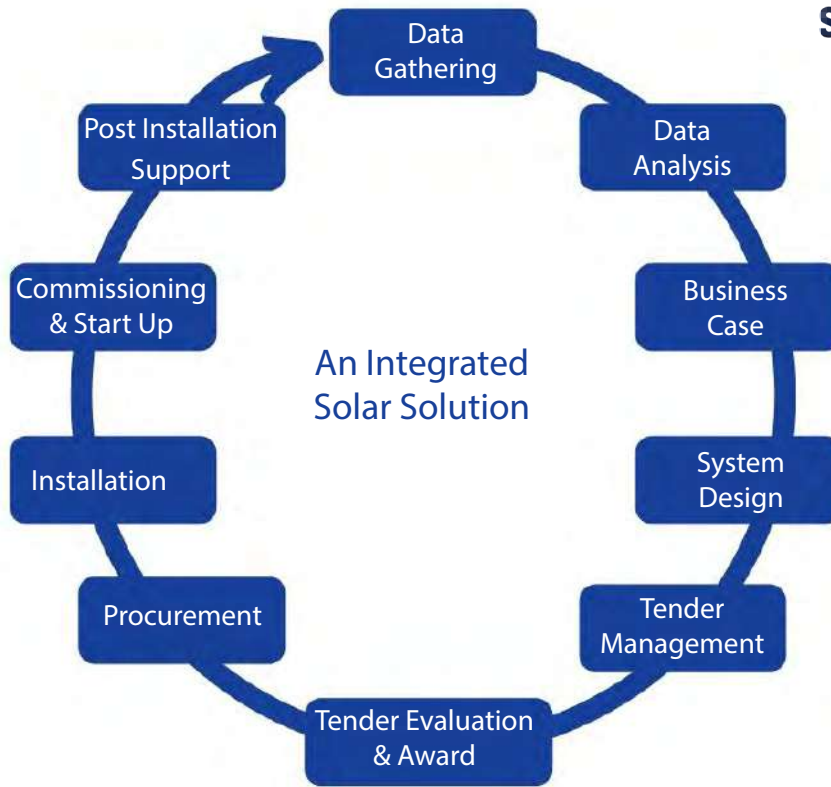 Data
Gathering
Data
Analysis
Business
Case
System
Design
Tender
Management
Tender Evaluation
& Award
Procurement
Installation
Commissioning
& Start Up
Post Installation
Support
An Integrated
Solar Solution